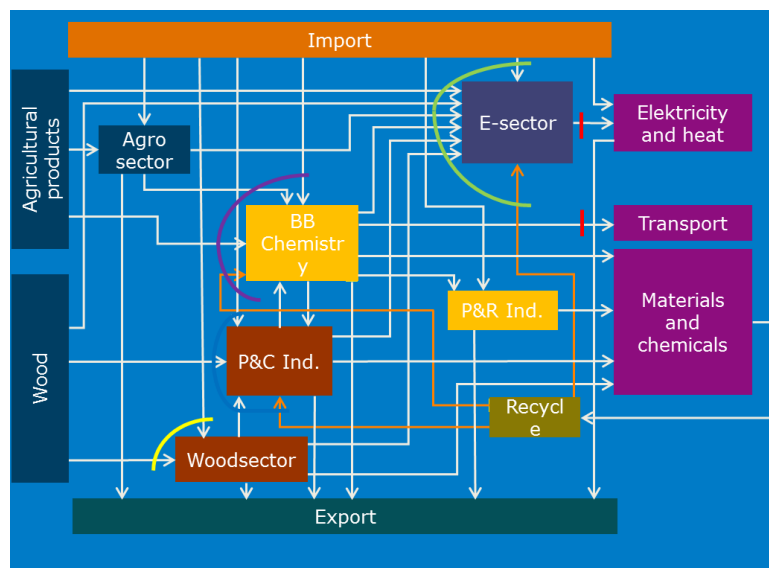 Import
Agricultural
products
Agro
sector
E-sector
Elektricity
and heat
BB
Chemistr
y
Transport
Materials
and
chemicals
P&R Ind.
Wood
P&C Ind.
Recycl
e
Woodsector
Export